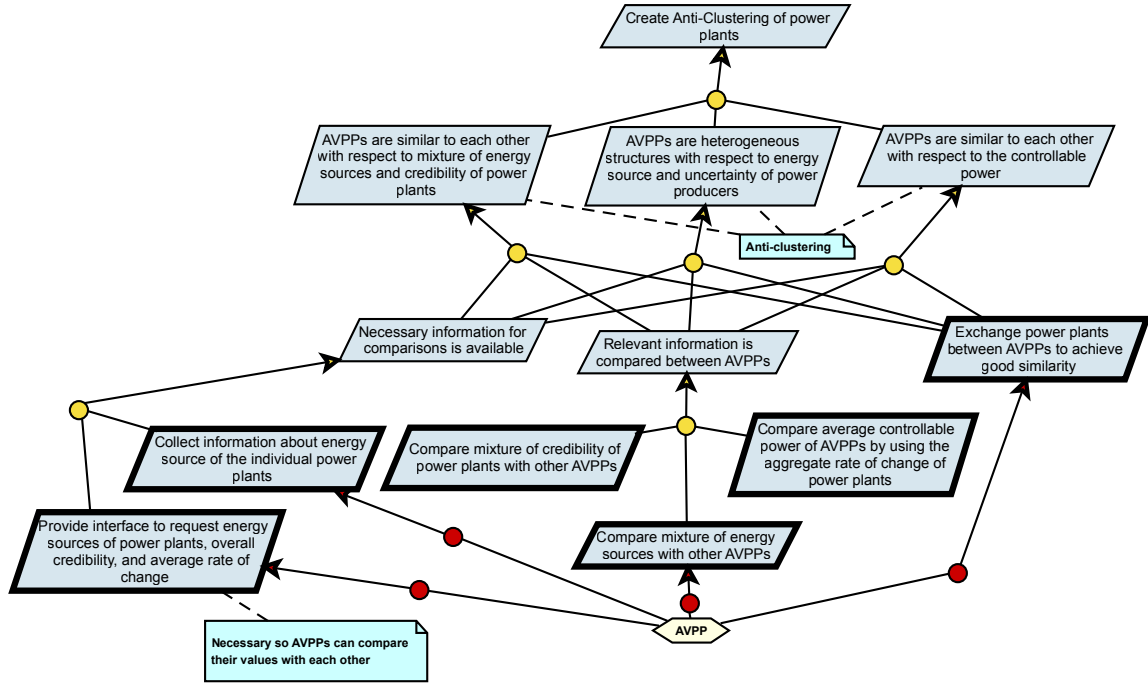 Create Anti-Clustering of power
plants
AVPPs are similar to each other
with respect to mixture of energy
sources and credibility of power
plants
AVPPs are heterogeneous
structures with respect to energy
source and uncertainty of power
producers
AVPPs are similar to each other
with respect to the controllable
power
Anti-clustering
Necessary information for
comparisons is available
Relevant information is
compared between AVPPs
Exchange power plants
between AVPPs to achieve
good similarity
Collect information about energy
source of the individual power
plants
Compare mixture of credibility of
power plants with other AVPPs
Compare average controllable
power of AVPPs by using the
aggregate rate of change of
power plants
Provide interface to request energy
sources of power plants, overall
credibility, and average rate of
change
Compare mixture of energy
sources with other AVPPs
AVPP
Necessary so AVPPs can compare
their values with each other